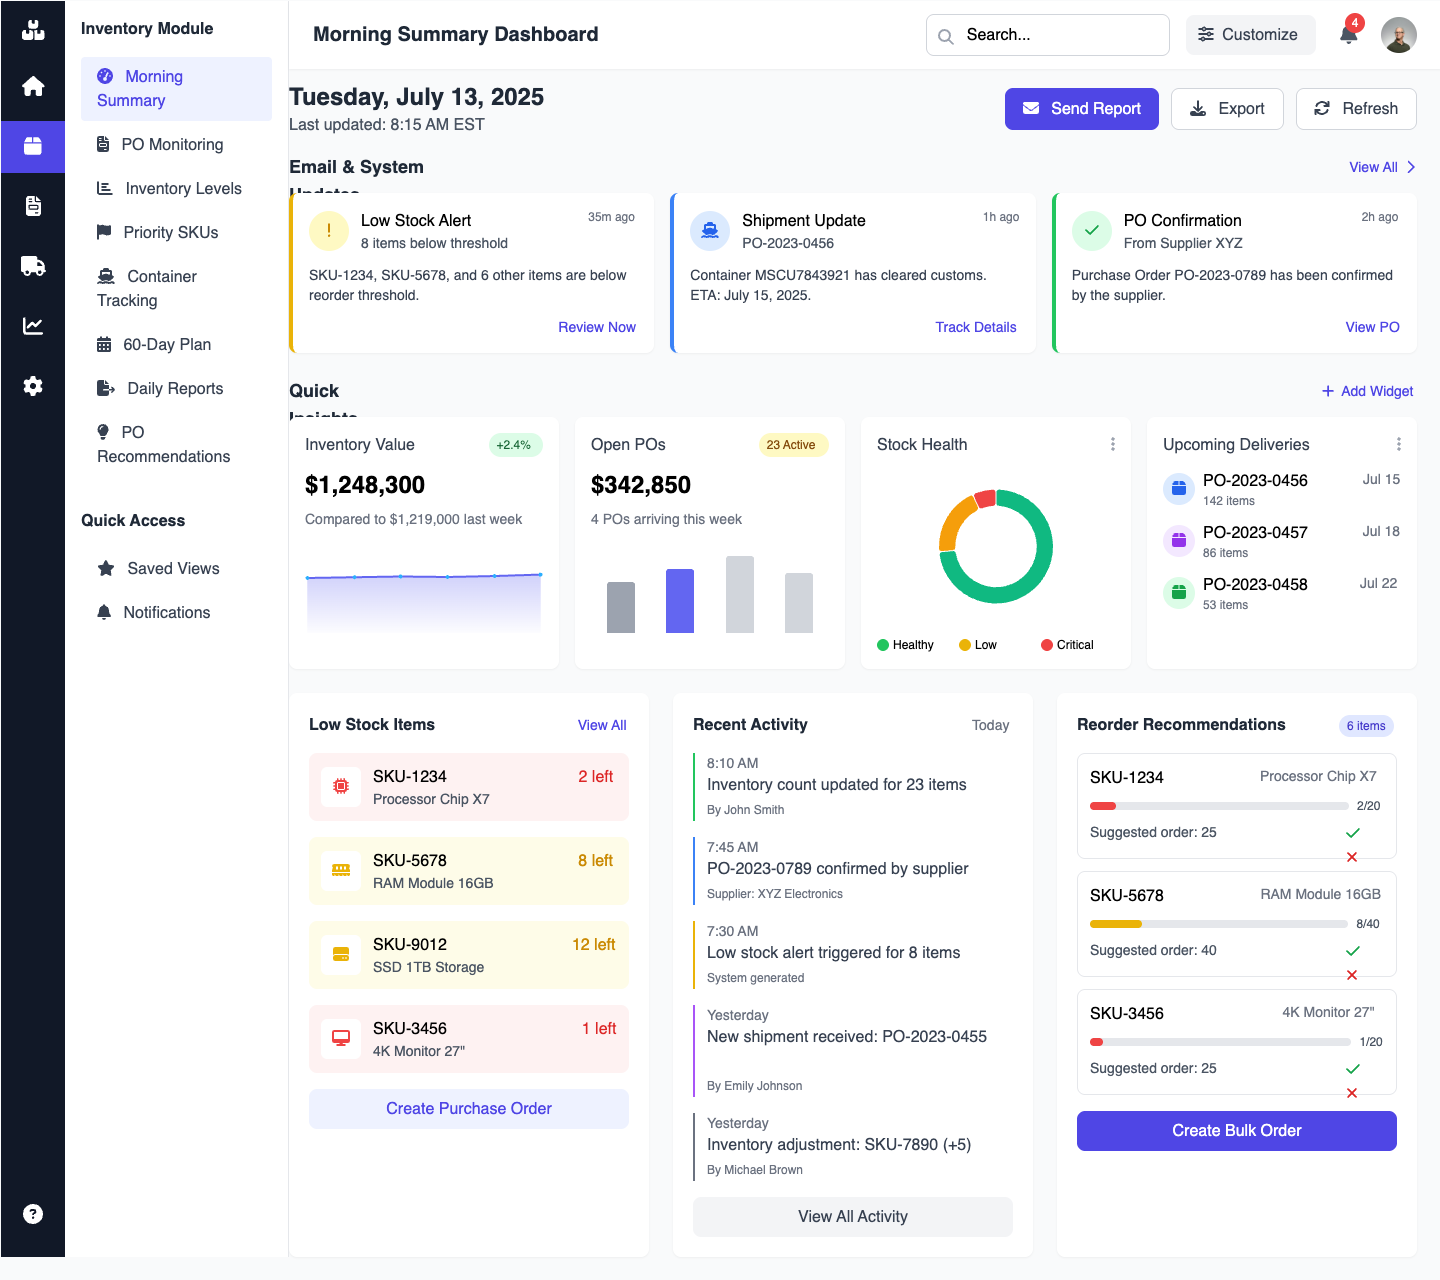 Inventory Module
Morning
Summary
PO Monitoring
Inventory Levels
Priority SKUs
Container
Tracking
60-Day Plan
Daily Reports
PO
Recommendations
Quick Access
Saved Views
Notifications
Morning Summary Dashboard
Search...
Customize
4
Tuesday, July 13, 2025
Last updated: 8:15 AM EST
Send Report
Export
Refresh
Email & System
Updates
View All
Low Stock Alert
35m ago
8 items below threshold
SKU-1234, SKU-5678, and 6 other items are below
reorder threshold.
Review Now
Shipment Update
1h ago
PO-2023-0456
Container MSCU7843921 has cleared customs.
ETA: July 15, 2025.
Track Details
PO Confirmation
2h ago
From Supplier XYZ
Purchase Order PO-2023-0789 has been confirmed
by the supplier.
View PO
Quick
Insights
Add Widget
Inventory Value
+2.4%
$1,248,300
Compared to $1,219,000 last week
Open POs
23 Active
$342,850
4 POs arriving this week
Stock Health
Healthy
Low
Critical
Upcoming Deliveries
PO-2023-0456
Jul 15
142 items
PO-2023-0457
Jul 18
86 items
PO-2023-0458
Jul 22
53 items
Low Stock Items
View All
SKU-1234
2 left
Processor Chip X7
SKU-5678
8 left
RAM Module 16GB
SKU-9012
12 left
SSD 1TB Storage
SKU-3456
1 left
4K Monitor 27"
Create Purchase Order
Recent Activity
Today
8:10 AM
Inventory count updated for 23 items
By John Smith
7:45 AM
PO-2023-0789 confirmed by supplier
Supplier: XYZ Electronics
7:30 AM
Low stock alert triggered for 8 items
System generated
Yesterday
New shipment received: PO-2023-0455
By Emily Johnson
Yesterday
Inventory adjustment: SKU-7890 (+5)
By Michael Brown
View All Activity
Reorder Recommendations
6 items
SKU-1234
Processor Chip X7
2/20
Suggested order: 25
SKU-5678
RAM Module 16GB
8/40
Suggested order: 40
SKU-3456
4K Monitor 27"
1/20
Suggested order: 25
Create Bulk Order